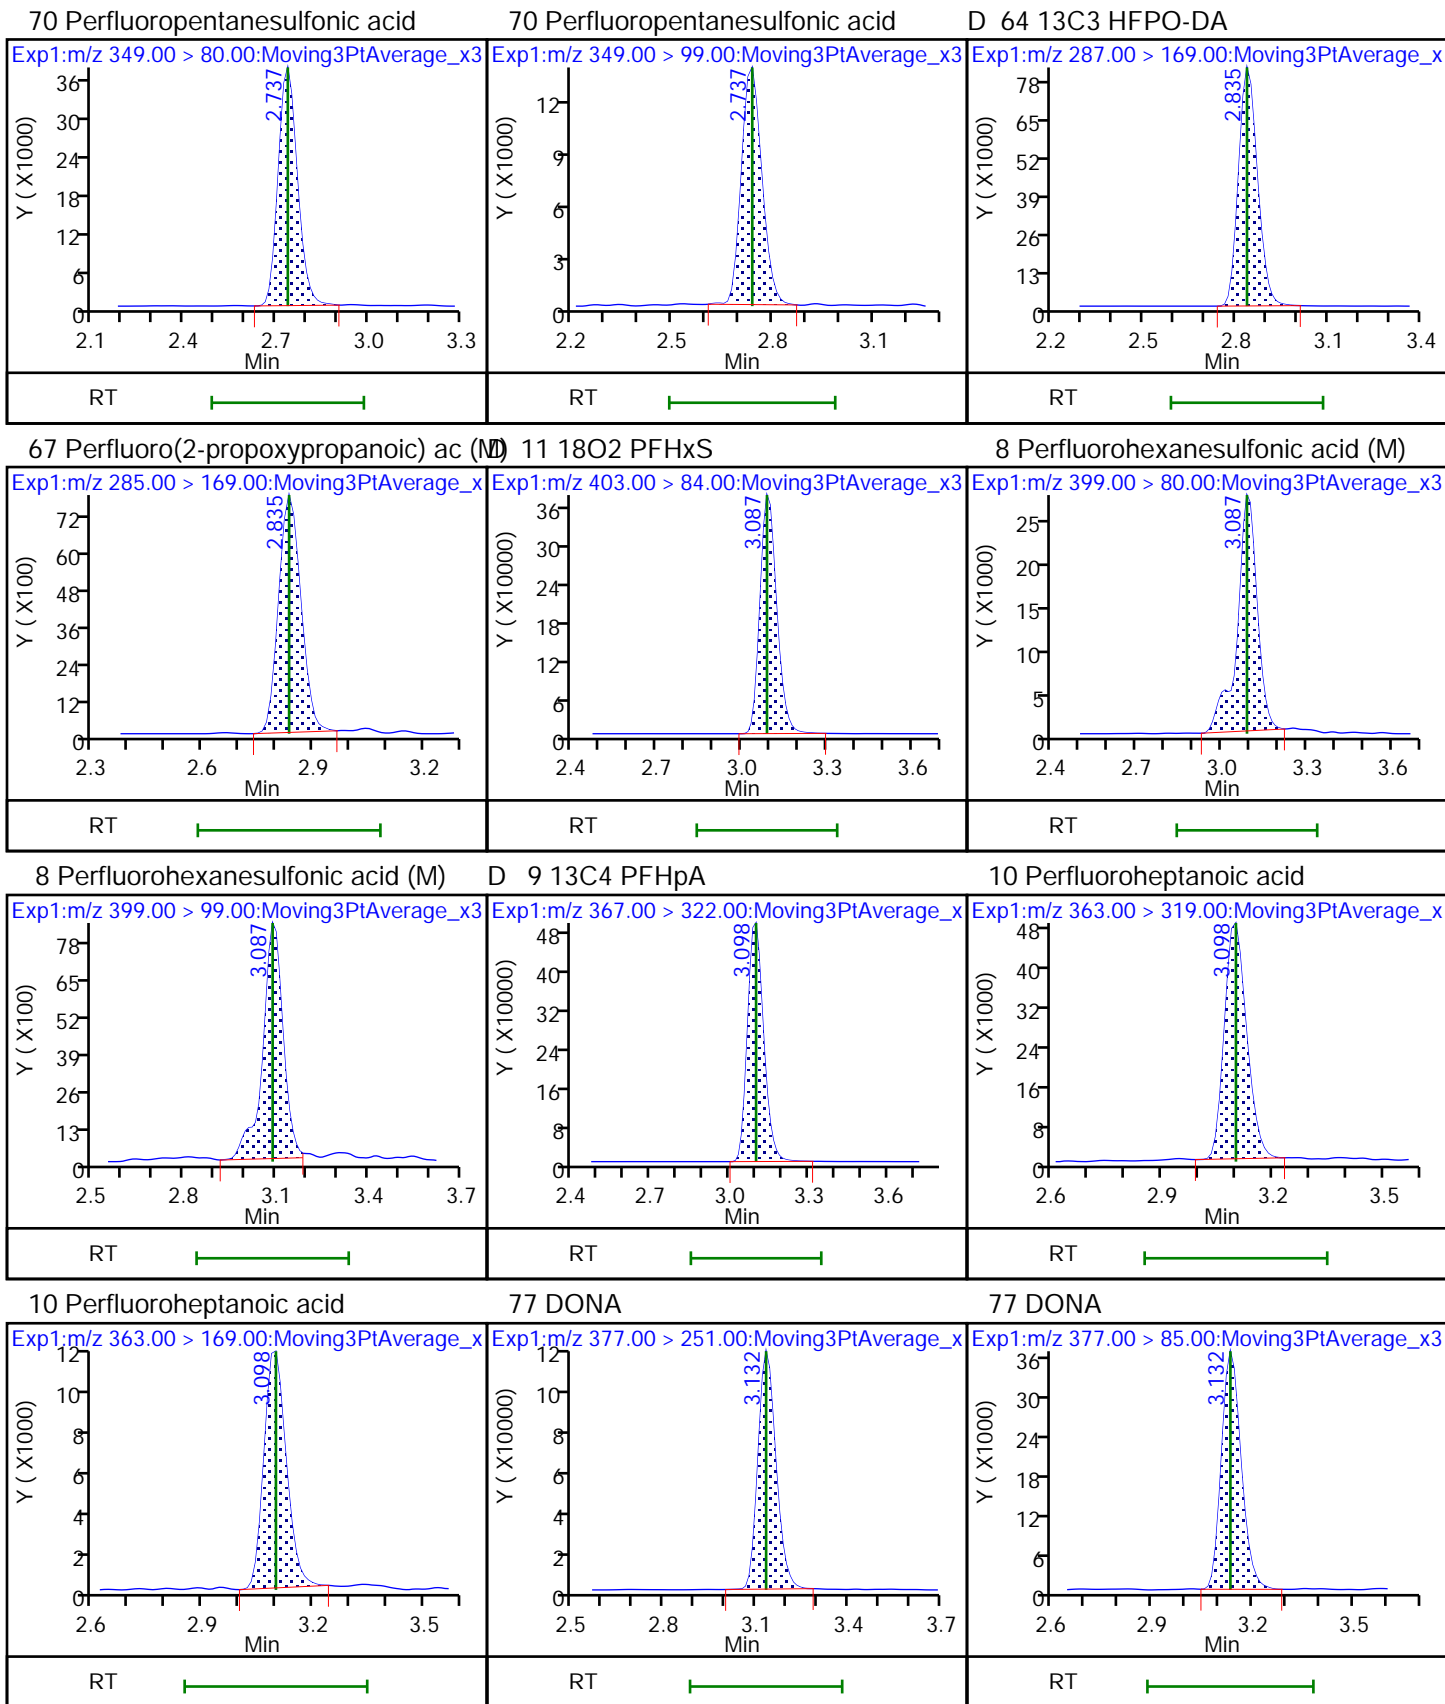 70 Perfluoropentanesulfonic acid
Exp1:m/z 349.00 > 80.00:Moving3PtAverage_x3
2.737
Y ( X1000)
36
30
24
18
12
6
0
2.1 2.4 2.7 3.0 3.3
Min
RT
70 Perfluoropentanesulfonic acid
Exp1:m/z 349.00 > 99.00:Moving3PtAverage_x3
2.737
Y ( X1000)
12
9
6
3
0
2.2 2.5 2.8 3.1
Min
RT
D 64 13C3 HFPO-DA
Exp1:m/z 287.00 > 169.00:Moving3PtAverage_x
2.835
Y ( X1000)
78
65
52
39
26
13
0
2.2 2.5 2.8 3.1 3.4
Min
RT
67 Perfluoro(2-propoxypropanoic) ac (M)
Exp1:m/z 285.00 > 169.00:Moving3PtAverage_x
2.835
Y ( X100)
72
60
48
36
24
12
0
2.3 2.6 2.9 3.2
Min
RT
D 11 18O2 PFHxS
Exp1:m/z 403.00 > 84.00:Moving3PtAverage_x3
3.087
Y ( X10000)
36
30
24
18
12
6
0
2.4 2.7 3.0 3.3 3.6
Min
RT
8 Perfluorohexanesulfonic acid (M)
Exp1:m/z 399.00 > 80.00:Moving3PtAverage_x3
3.087
Y ( X1000)
25
20
15
10
5
0
2.4 2.7 3.0 3.3 3.6
Min
RT
8 Perfluorohexanesulfonic acid (M)
Exp1:m/z 399.00 > 99.00:Moving3PtAverage_x3
3.087
Y ( X100)
78
65
52
39
26
13
0
2.5 2.8 3.1 3.4 3.7
Min
RT
D 9 13C4 PFHpA
Exp1:m/z 367.00 > 322.00:Moving3PtAverage_x
3.098
Y ( X10000)
48
40
32
24
16
8
0
2.4 2.7 3.0 3.3 3.6
Min
RT
10 Perfluoroheptanoic acid
Exp1:m/z 363.00 > 319.00:Moving3PtAverage_x
3.098
Y ( X1000)
48
40
32
24
16
8
0
2.6 2.9 3.2 3.5
Min
RT
10 Perfluoroheptanoic acid
Exp1:m/z 363.00 > 169.00:Moving3PtAverage_x
3.098
Y ( X1000)
12
10
8
6
4
2
0
2.6 2.9 3.2 3.5
Min
RT
77 DONA
Exp1:m/z 377.00 > 251.00:Moving3PtAverage_x
3.132
Y ( X10000)
12
10
8
6
4
2
0
2.5 2.8 3.1 3.4 3.7
Min
RT
77 DONA
Exp1:m/z 377.00 > 85.00:Moving3PtAverage_x3
3.132
Y ( X1000)
36
30
24
18
12
6
0
2.6 2.9 3.2 3.5
Min
RT